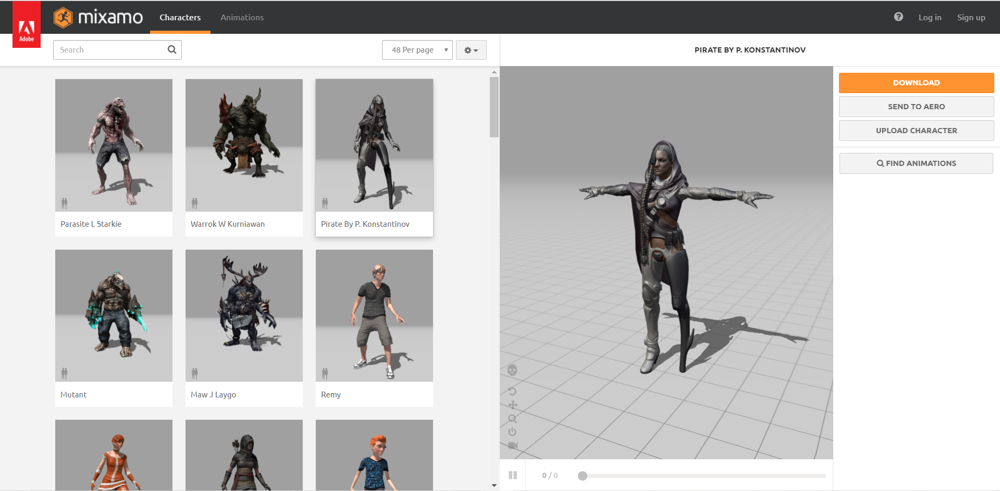 Adobe
mixamo
Characters
Animations
Log in
Sign up
Search
48 Per page
PIRATE BY P. KONSTANTINOV
Parasite L Starkie
Warrok W Kurniawan
Pirate By P. Konstantinov
Mutant
Maw J Laygo
Remy
DOWNLOAD
SEND TO AERO
UPLOAD CHARACTER
FIND ANIMATIONS
0 / 0